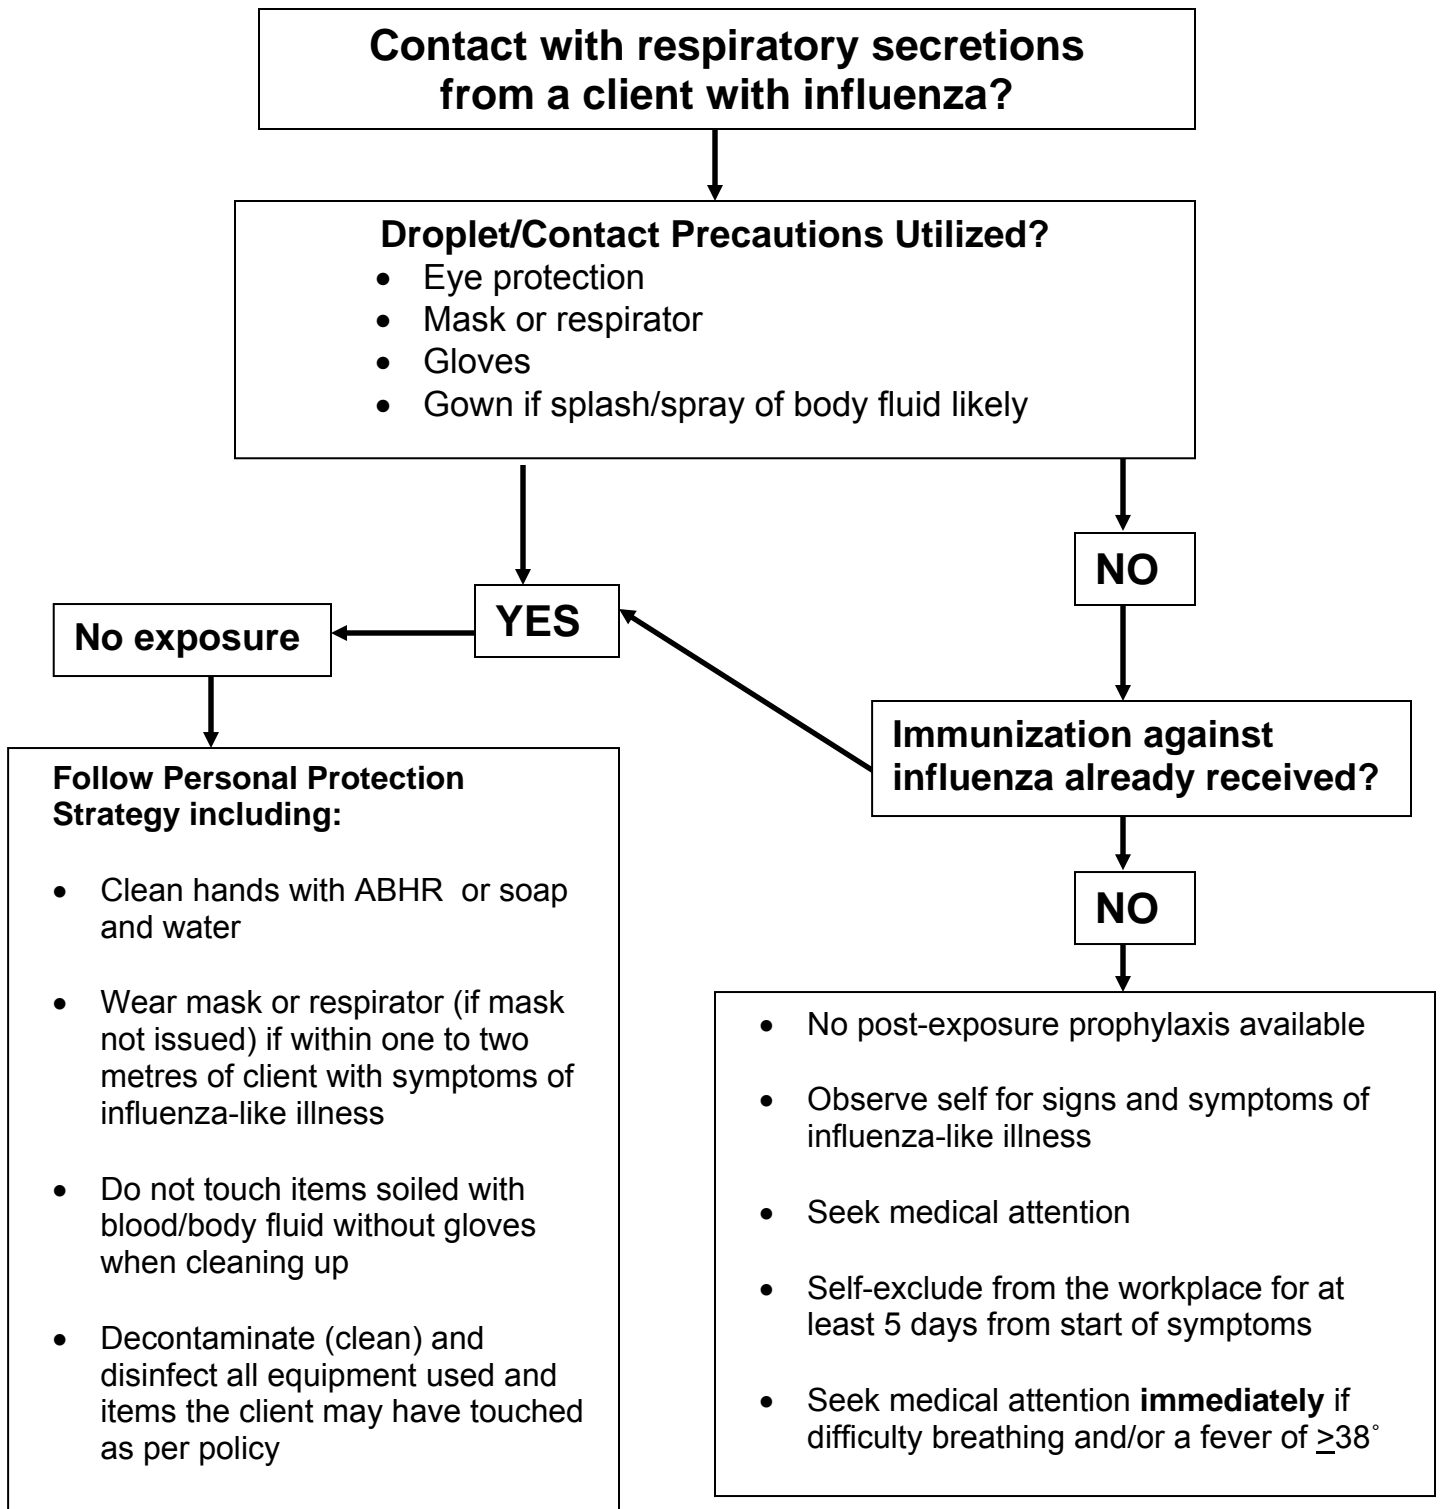 Contact with respiratory secretions
from a client with influenza?
Droplet/Contact Precautions Utilized?
• Eye protection
• Mask or respirator
• Gloves
• Gown if splash/spray of body fluid likely
NO
YES
No exposure
Immunization against
influenza already received?
NO
Follow Personal Protection
Strategy including:
• Clean hands with ABHR or soap
and water
• Wear mask or respirator (if mask
not issued) if within one to two
metres of client with symptoms of
influenza-like illness
• Do not touch items soiled with
blood/body fluid without gloves
when cleaning up
• Decontaminate (clean) and
disinfect all equipment used and
items the client may have touched
as per policy
• No post-exposure prophylaxis available
• Observe self for signs and symptoms of
influenza-like illness
• Seek medical attention
• Self-exclude from the workplace for at
least 5 days from start of symptoms
• Seek medical attention immediately if
difficulty breathing and/or a fever of >38˚